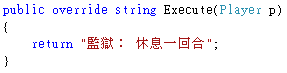 public override string Execute(Player p)
{
    return "監獄： 休息一回合";
}